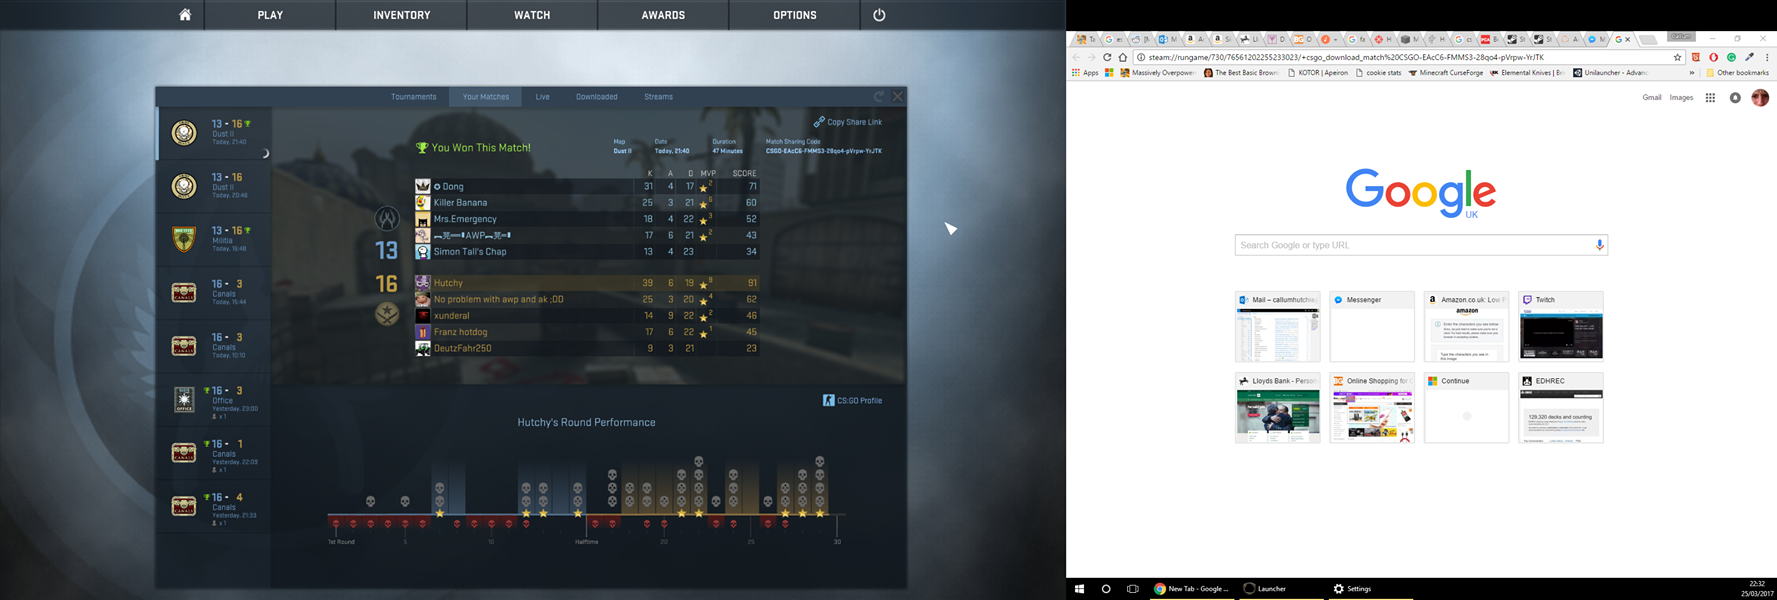 PLAY INVENTORY WATCH AWARDS OPTIONS
Tournaments Your Matches Live Downloaded Streams
13 - 16
Dust II
Today, 21:40
13 - 16
Dust II
Today, 20:46
13 - 16
Militia
Today, 16:48
16 - 3
Canals
Today, 15:44
16 - 3
Canals
Today, 10:10
16 - 3
Office
Yesterday, 23:00
x 1
16 - 1
Canals
Yesterday, 22:09
x 1
16 - 4
Canals
Yesterday, 21:33
x 1
Copy Share Link
You Won This Match!
Map Date Duration Match Sharing Code
Dust II Today, 21:40 47 Minutes CSGO-EAcC6-FMMS3-28qo4-pVrpw-YrJTK
K A D MVP SCORE
Dong 31 4 17 2 71
Killer Banana 25 3 21 6 60
Mrs.Emergency 18 4 22 3 52
AWP 17 6 21 2 43
Simon Tall's Chap 13 4 23 34
13
16
Hutchy 39 6 19 8 91
No problem with awp and ak ;DD 25 3 20 4 62
xunderal 14 9 22 2 46
Franz hotdog 17 6 22 1 45
DeutzFahr250 9 3 21 23
CS:GO Profile
Hutchy's Round Performance
1st Round 5 10 Halftime 20 25 30
steam://rungame/730/76561202255233023/+csgo_download_match%20CSGO-EAcC6-FMMS3-28qo4-pVrpw-YrJTK
Apps Massively Overpower The Best Basic Brown KOTOR | Apeiron cookie stats Minecraft CurseForge Elemental Knights | Bre Unilauncher - Advanc » Other bookmarks
Gmail Images
Google
UK
Search Google or type URL
Mail – callumhutchie Messenger Amazon.co.uk: Low P Twitch
amazon
Lloyds Bank - Person Online Shopping for Continue EDHREC
129,320 decks and counting
New Tab - Google ... Launcher Settings
22:32
25/03/2017